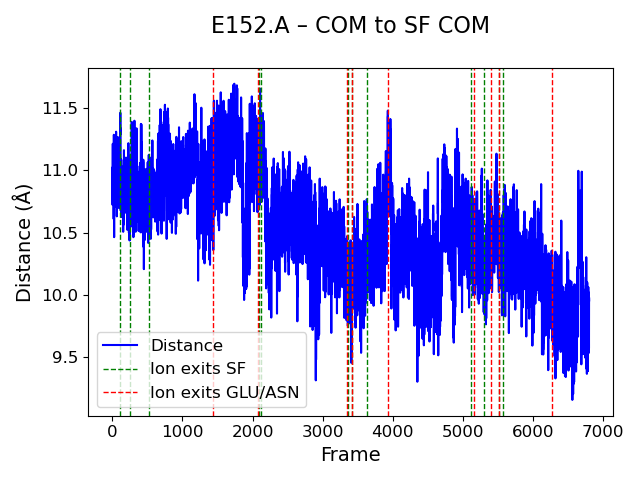 E152.A – COM to SF COM
Distance (Å)
11.5
11.0
10.5
10.0
9.5
Distance
Ion exits SF
Ion exits GLU/ASN
0 1000 2000 3000 4000 5000 6000 7000
Frame